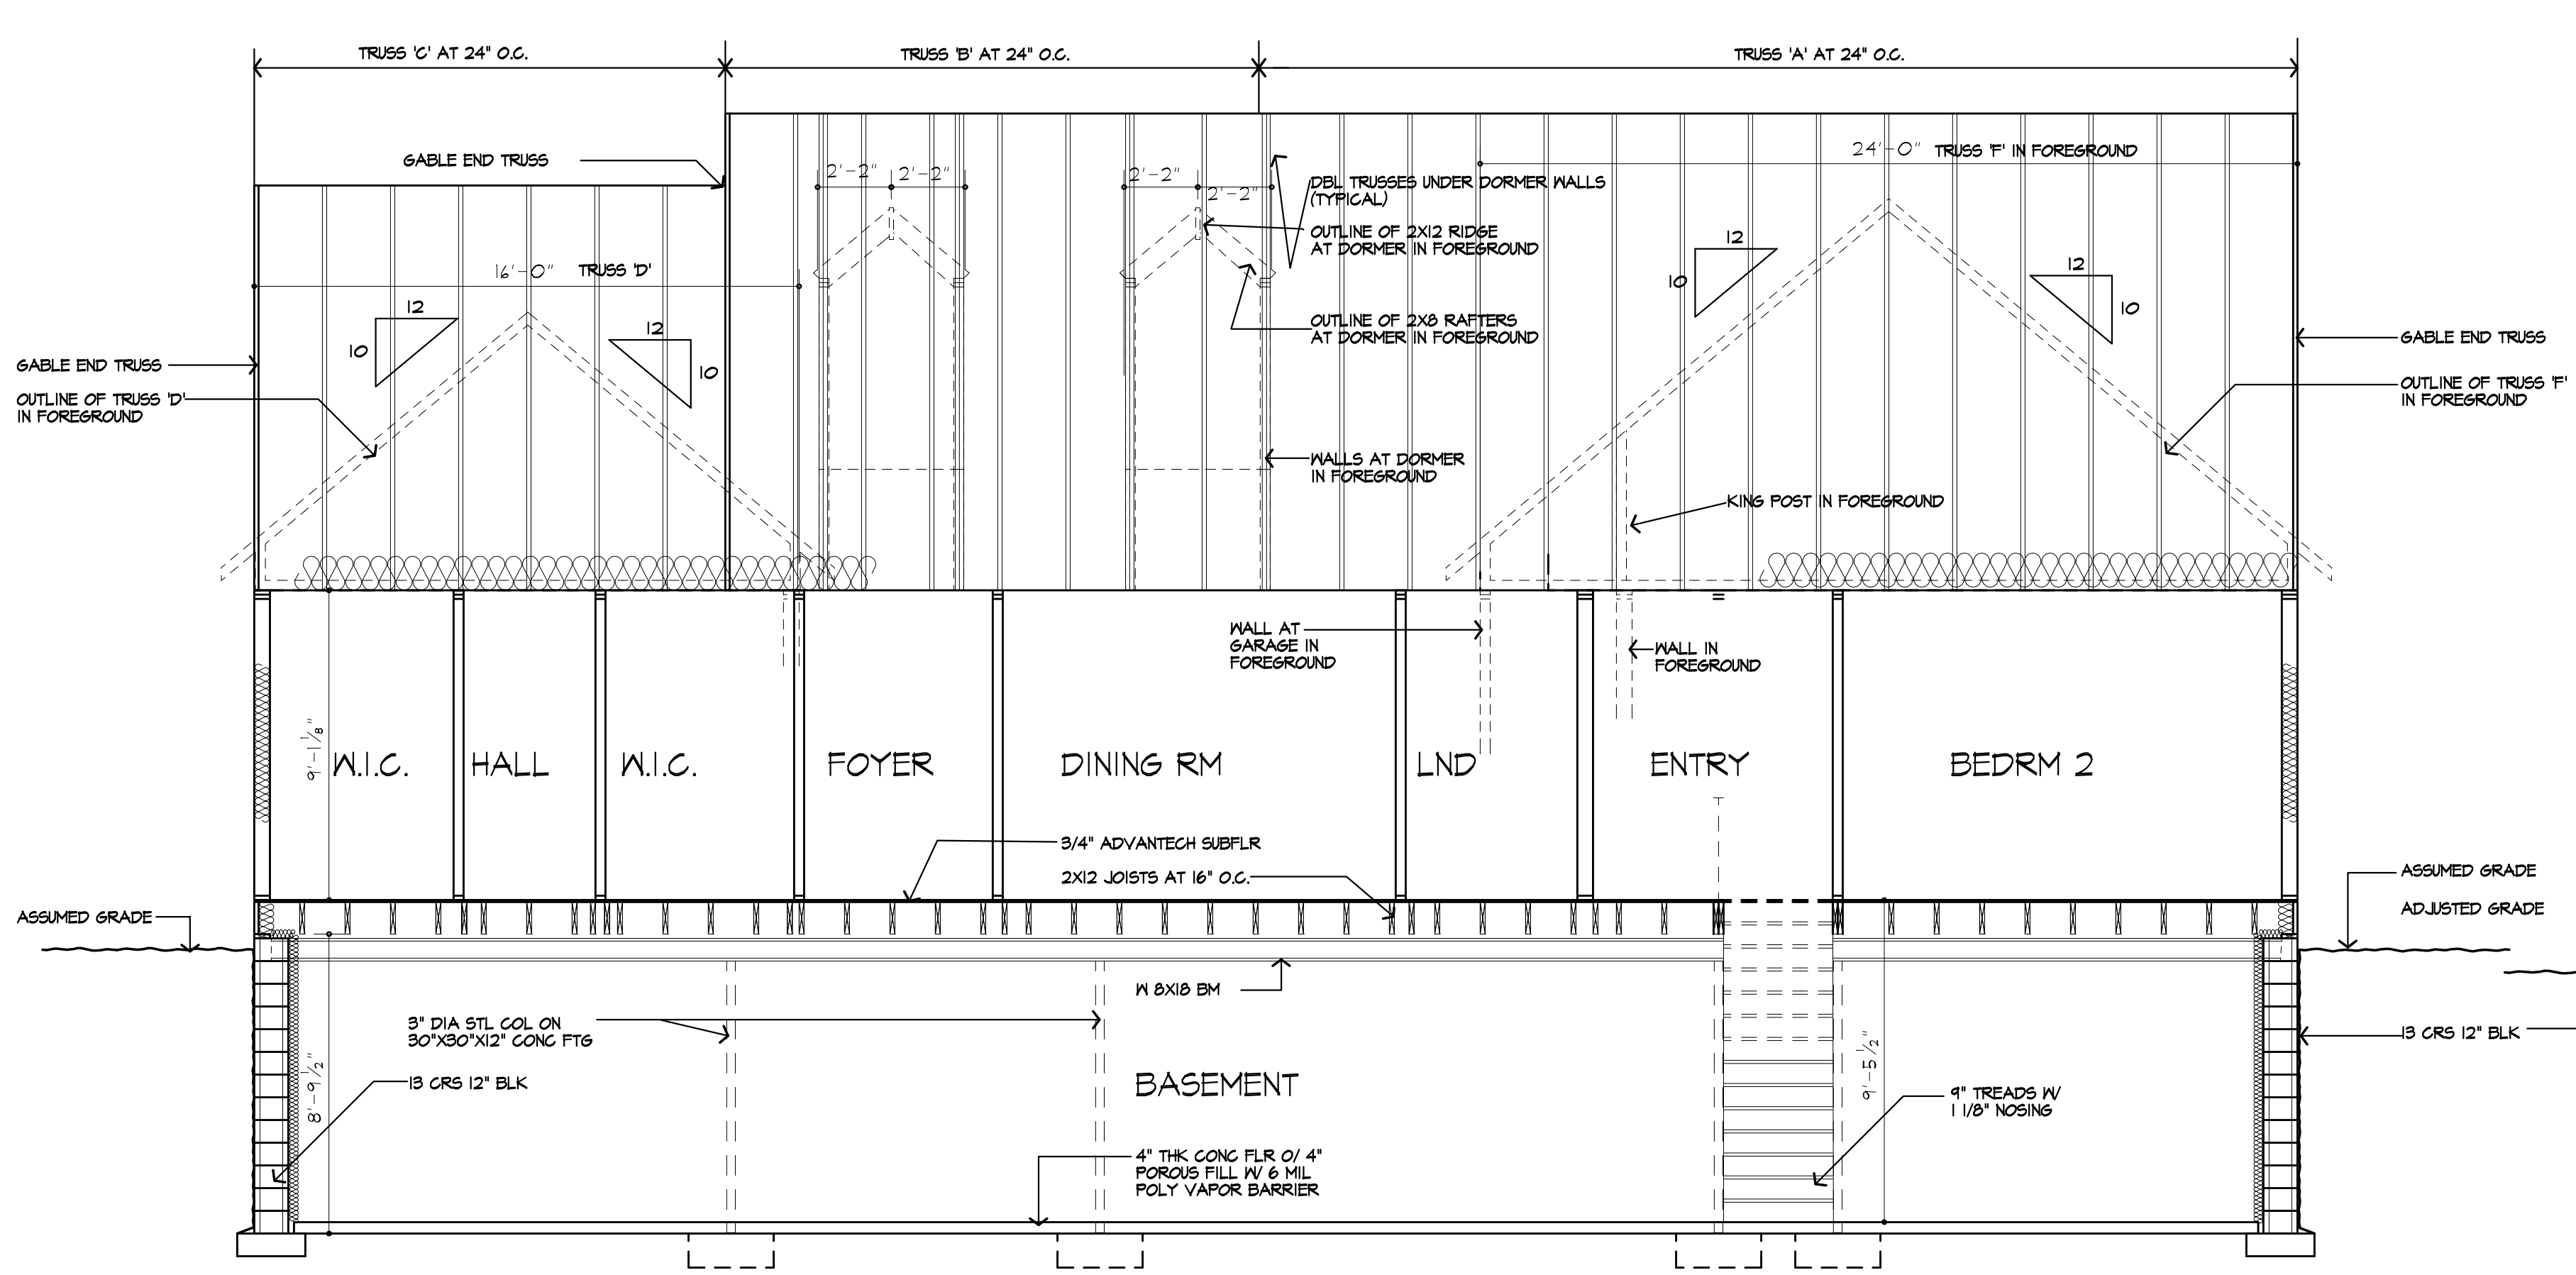 TRUSS 'C' AT 24" O.C.
TRUSS 'B' AT 24" O.C.
TRUSS 'A' AT 24" O.C.
GABLE END TRUSS
2'-2"
2'-2"
2'-2"
2'-2"
24'-0"
TRUSS 'F' IN FOREGROUND
DBL TRUSSES UNDER DORMER WALLS
(TYPICAL)
OUTLINE OF 2X12 RIDGE
AT DORMER IN FOREGROUND
16'-0"
TRUSS 'D'
12
10
12
10
12
10
12
10
OUTLINE OF 2X8 RAFTERS
AT DORMER IN FOREGROUND
GABLE END TRUSS
OUTLINE OF TRUSS 'D'
IN FOREGROUND
GABLE END TRUSS
OUTLINE OF TRUSS 'F'
IN FOREGROUND
WALLS AT DORMER
IN FOREGROUND
KING POST IN FOREGROUND
WALL AT
GARAGE IN
FOREGROUND
WALL IN
FOREGROUND
9'-1 1/8"
W.I.C.
HALL
W.I.C.
FOYER
DINING RM
LND
ENTRY
BEDRM 2
3/4" ADVANTECH SUBFLR
2X12 JOISTS AT 16" O.C.
ASSUMED GRADE
ASSUMED GRADE
ADJUSTED GRADE
W 8X18 BM
3" DIA STL COL ON
30"X30"X12" CONC FTG
13 CRS 12" BLK
8'-9 1/2"
BASEMENT
9'-5 1/2"
13 CRS 12" BLK
9" TREADS W/
1 1/8" NOSING
4" THK CONC FLR O/ 4"
POROUS FILL W/ 6 MIL
POLY VAPOR BARRIER